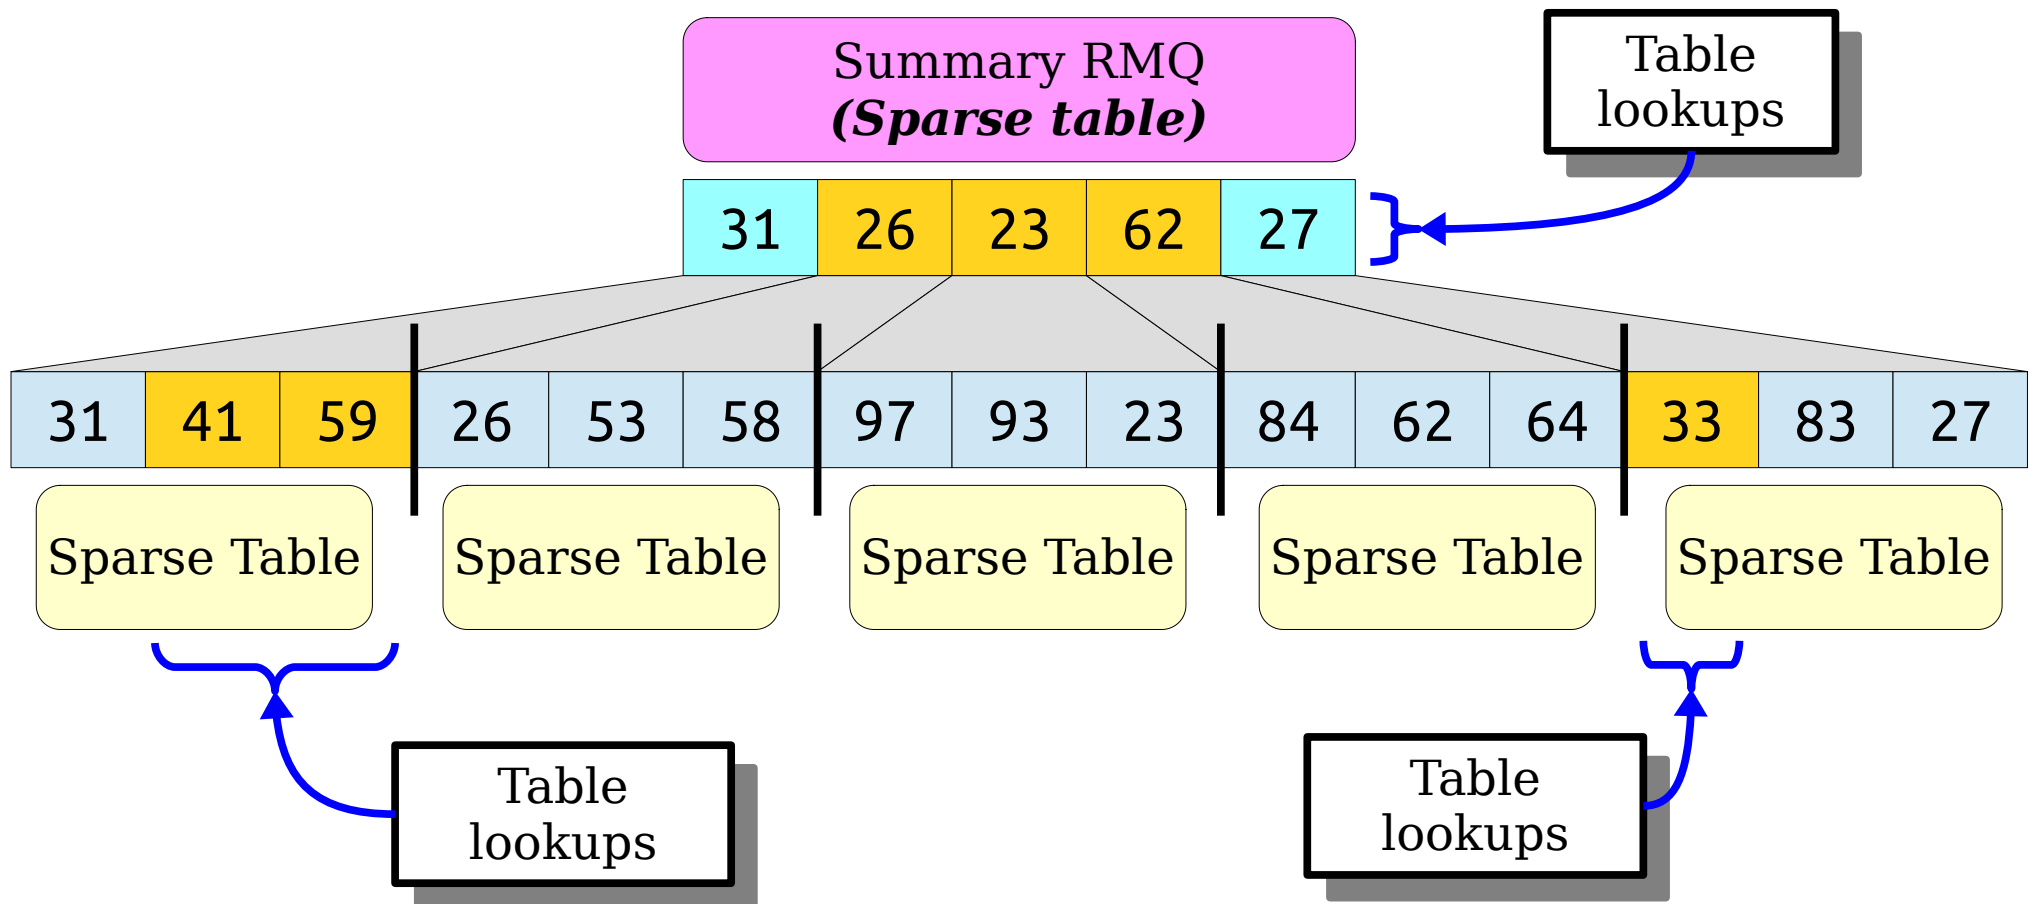 Summary RMQ
(Sparse table)
Table
lookups
31 26 23 62 27
31 41 59 26 53 58 97 93 23 84 62 64 33 83 27
Sparse Table Sparse Table Sparse Table Sparse Table Sparse Table
Table
lookups
Table
lookups